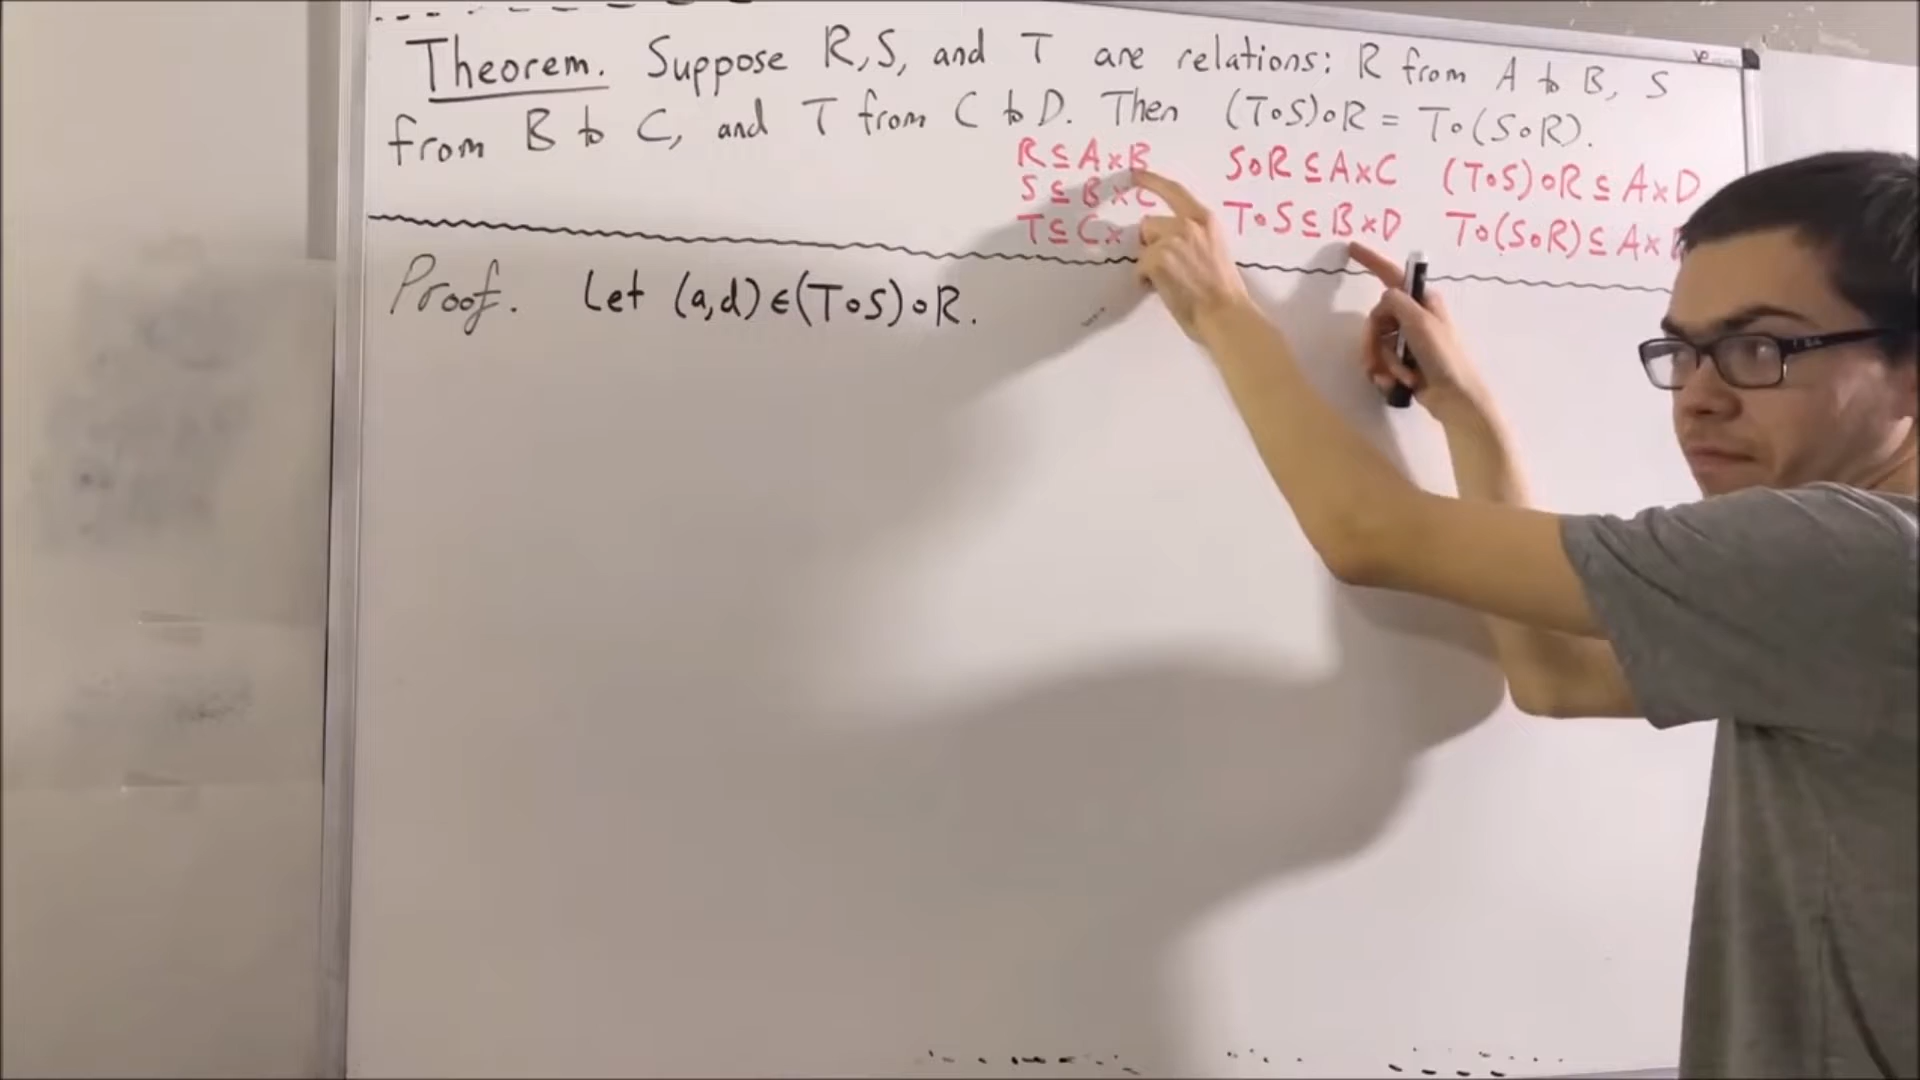 Theorem. Suppose R, S, and T are relations: R from A to B, S
from B to C, and T from C to D. Then (T∘S)∘R = T∘(S∘R).
R ⊆ A×B
S ⊆ B×C
T ⊆ C×
S∘R ⊆ A×C
T∘S ⊆ B×D
(T∘S)∘R ⊆ A×D
T∘(S∘R) ⊆ A×
Proof. Let (a,d) ∈ (T∘S)∘R.